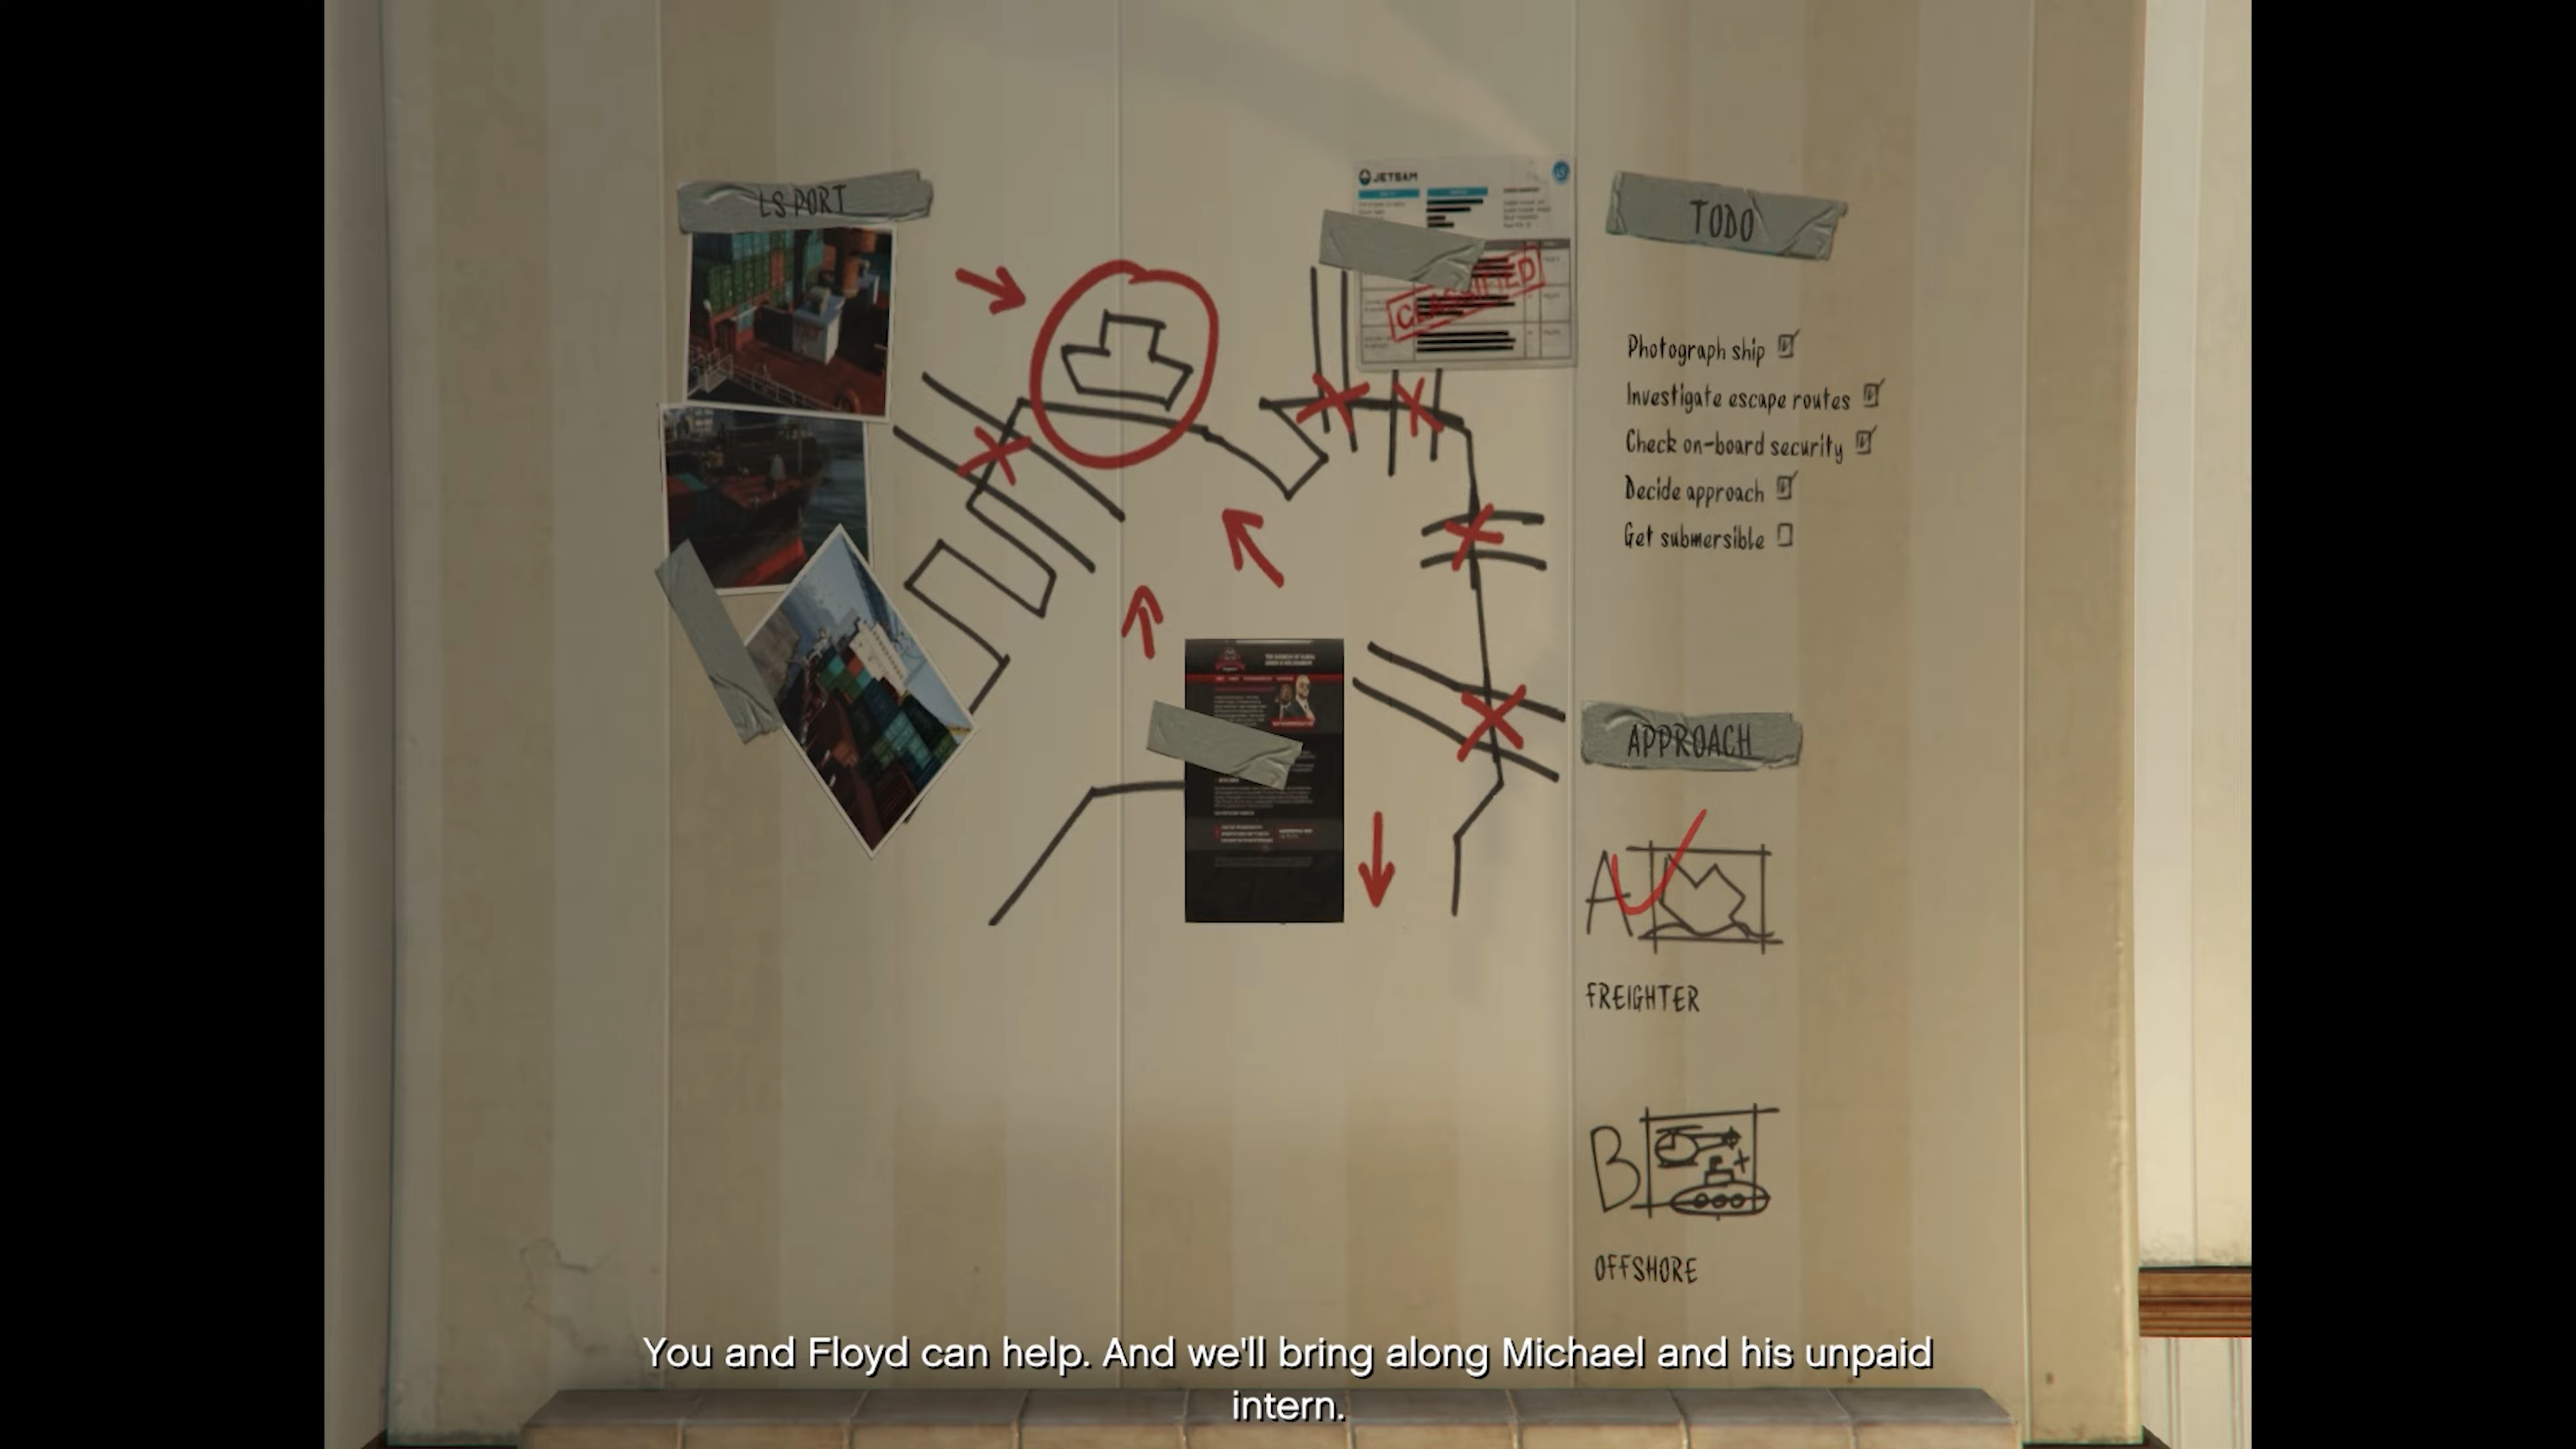 LS PORT
JETSAM
CLASSIFIED
TODO
Photograph ship
Investigate escape routes
Check on-board security
Decide approach
Get submersible
APPROACH
A
FREIGHTER
B
OFFSHORE
You and Floyd can help. And we'll bring along Michael and his unpaid
intern.